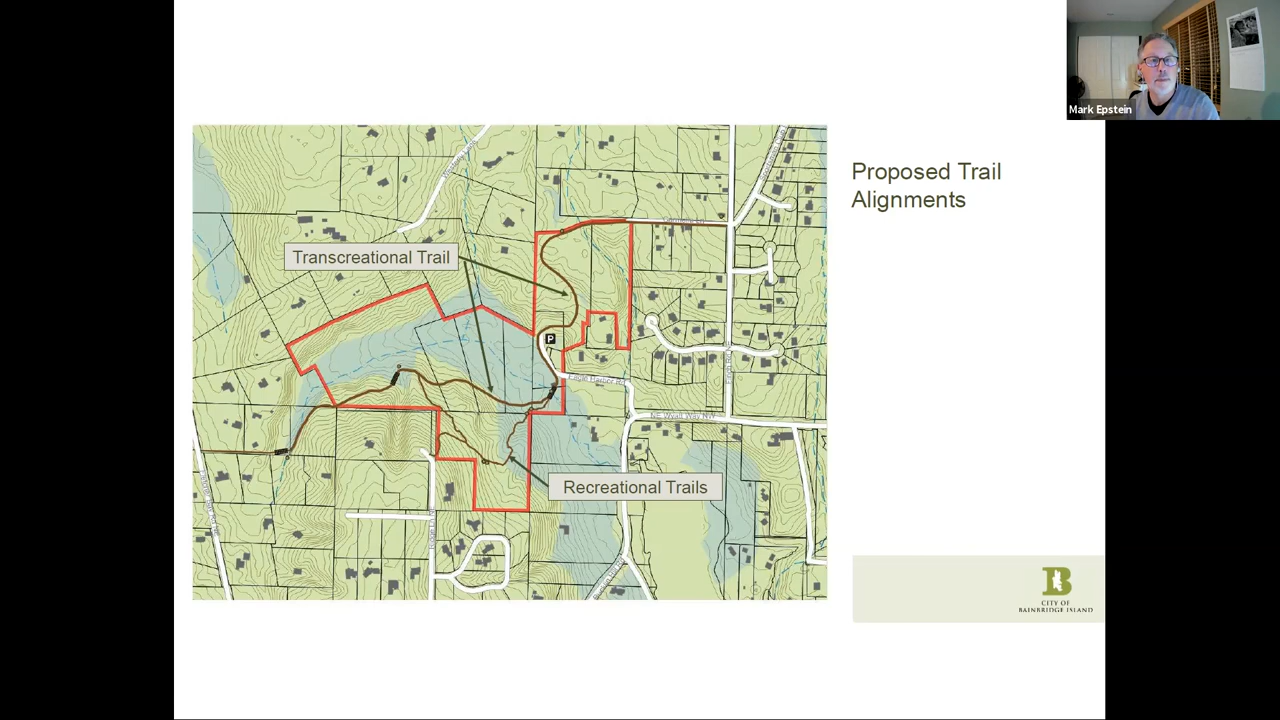 Mark Epstein
Proposed Trail
Alignments
Transcreational Trail
P
Recreational Trails
B
CITY OF
BAINBRIDGE ISLAND